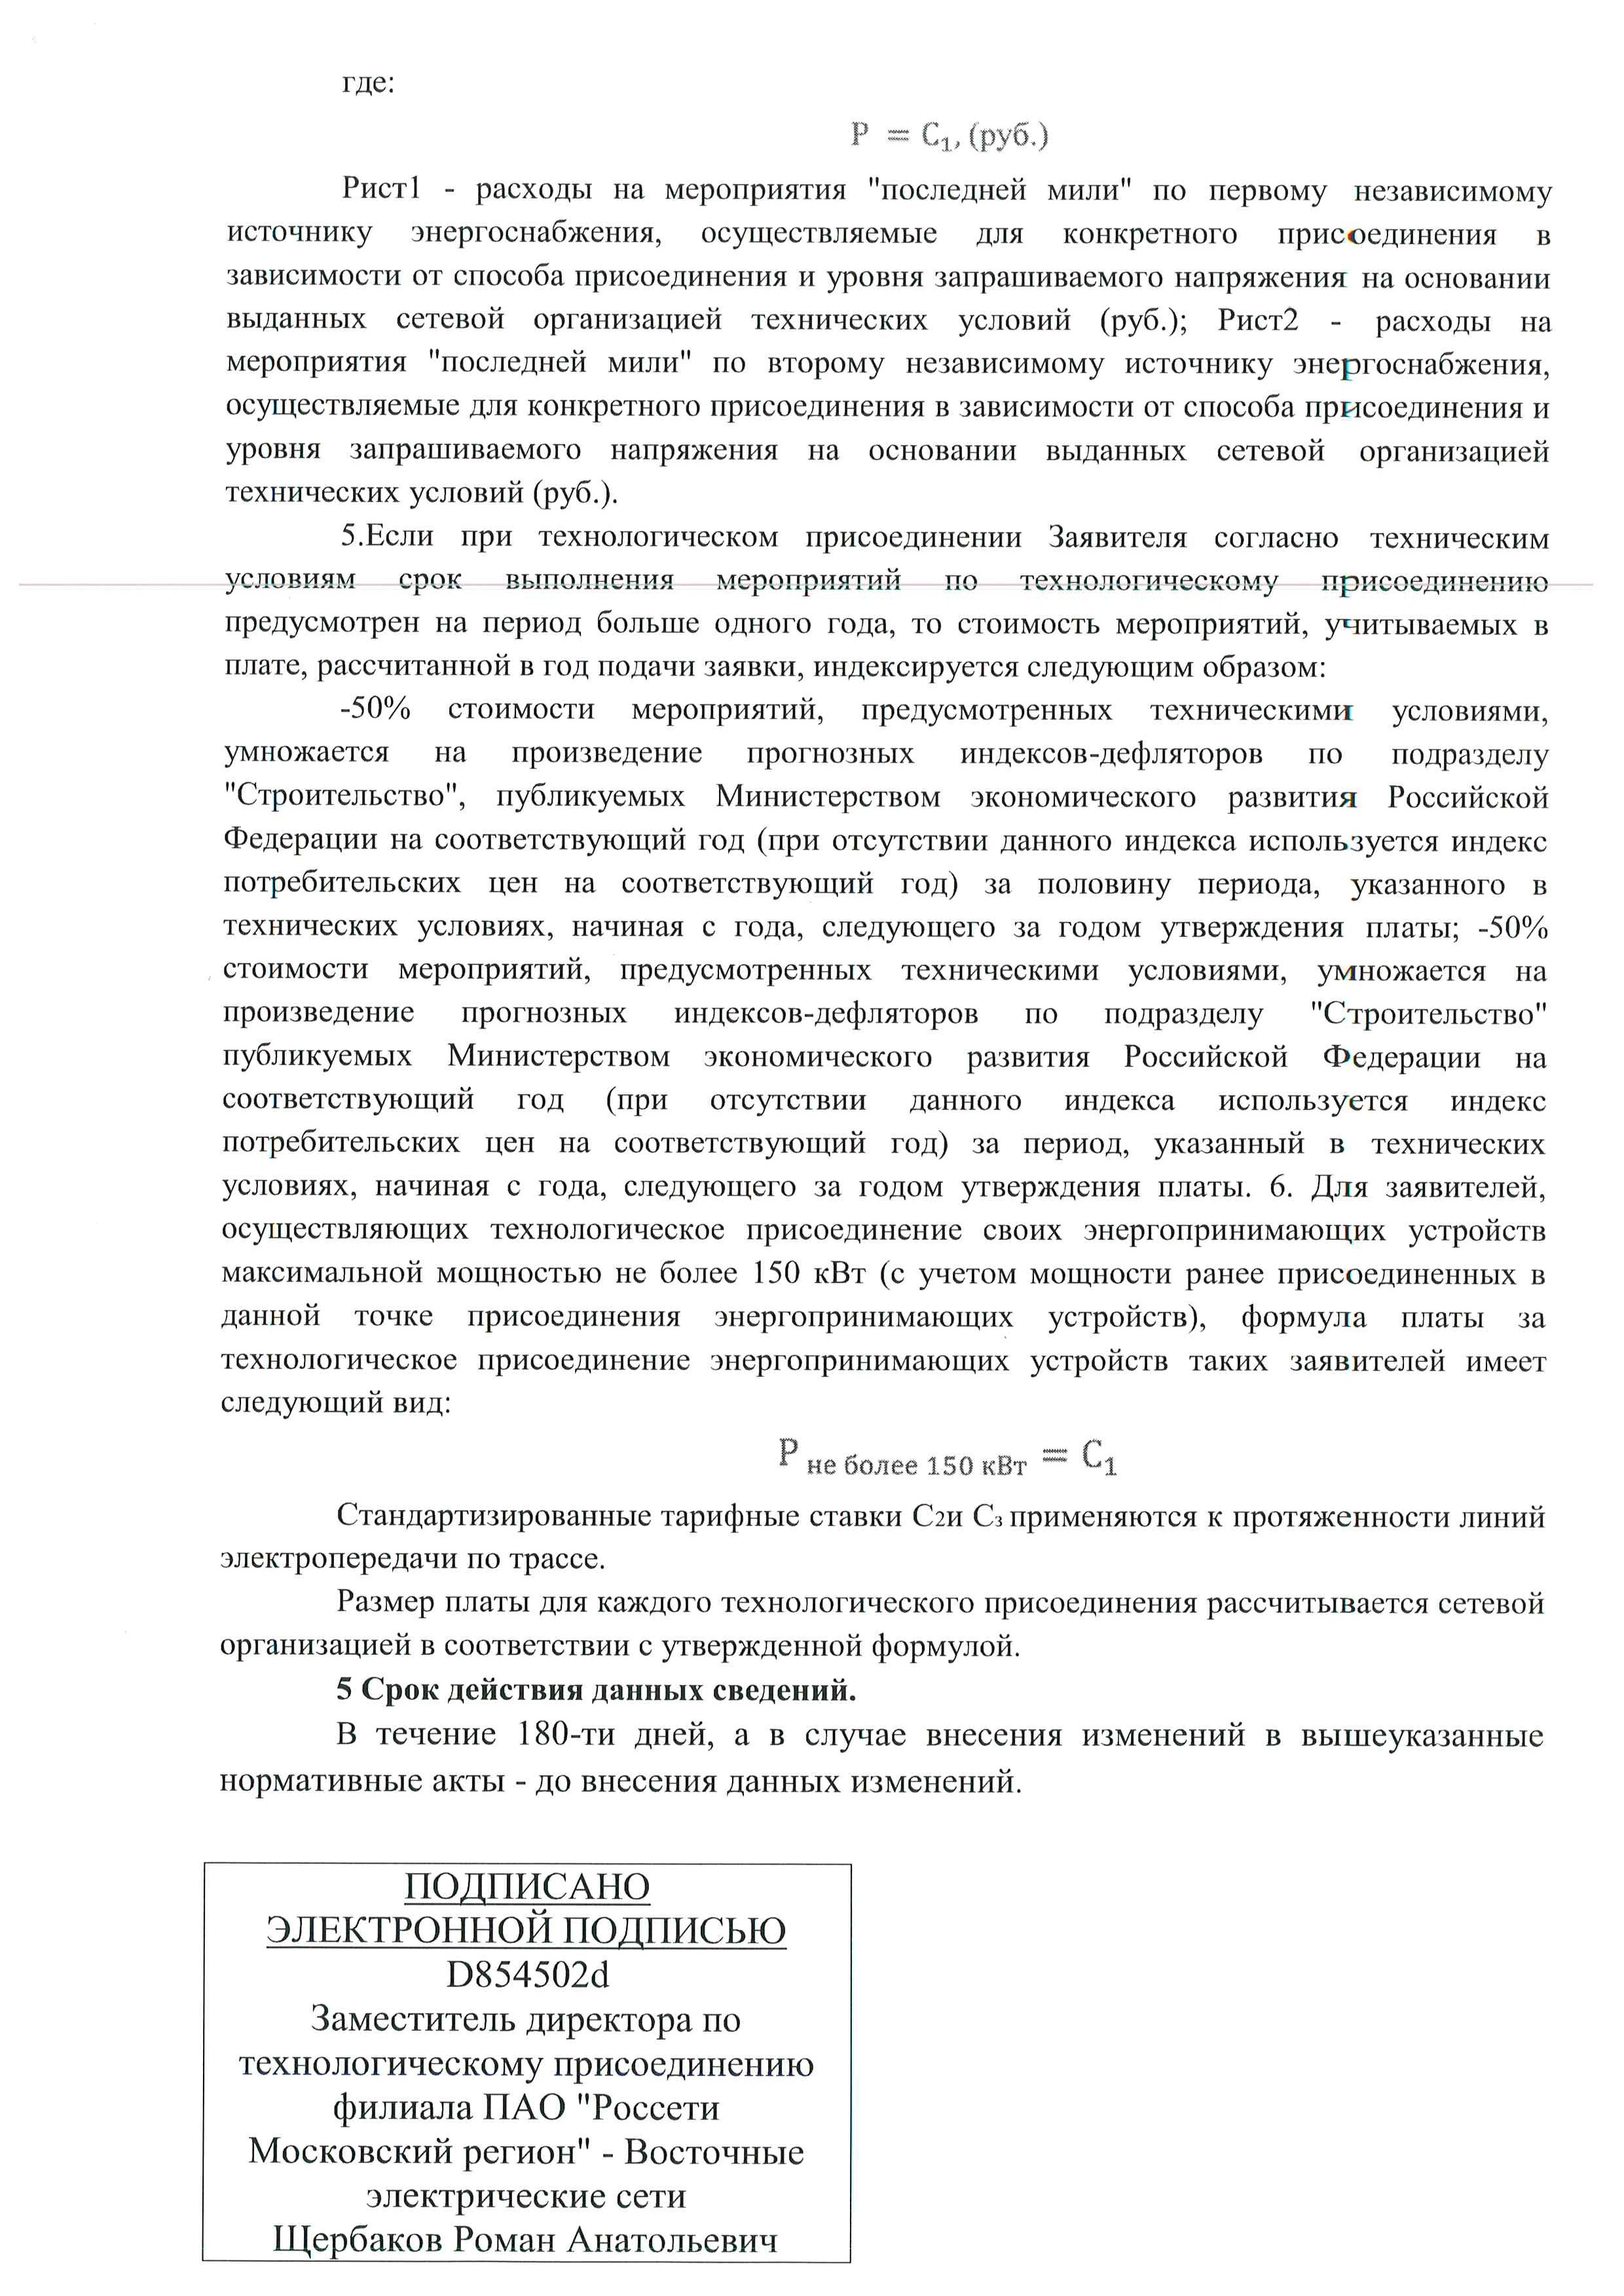 где:
P = C₁, (руб.)
Рист1 - расходы на мероприятия "последней мили" по первому независимому
источнику энергоснабжения, осуществляемые для конкретного присоединения в
зависимости от способа присоединения и уровня запрашиваемого напряжения на основании
выданных сетевой организацией технических условий (руб.); Рист2 - расходы на
мероприятия "последней мили" по второму независимому источнику энергоснабжения,
осуществляемые для конкретного присоединения в зависимости от способа присоединения и
уровня запрашиваемого напряжения на основании выданных сетевой организацией
технических условий (руб.).
5.Если при технологическом присоединении Заявителя согласно техническим
условиям срок выполнения мероприятий по технологическому присоединению
предусмотрен на период больше одного года, то стоимость мероприятий, учитываемых в
плате, рассчитанной в год подачи заявки, индексируется следующим образом:
-50% стоимости мероприятий, предусмотренных техническими условиями,
умножается на произведение прогнозных индексов-дефляторов по подразделу
"Строительство", публикуемых Министерством экономического развития Российской
Федерации на соответствующий год (при отсутствии данного индекса используется индекс
потребительских цен на соответствующий год) за половину периода, указанного в
технических условиях, начиная с года, следующего за годом утверждения платы; -50%
стоимости мероприятий, предусмотренных техническими условиями, умножается на
произведение прогнозных индексов-дефляторов по подразделу "Строительство"
публикуемых Министерством экономического развития Российской Федерации на
соответствующий год (при отсутствии данного индекса используется индекс
потребительских цен на соответствующий год) за период, указанный в технических
условиях, начиная с года, следующего за годом утверждения платы. 6. Для заявителей,
осуществляющих технологическое присоединение своих энергопринимающих устройств
максимальной мощностью не более 150 кВт (с учетом мощности ранее присоединенных в
данной точке присоединения энергопринимающих устройств), формула платы за
технологическое присоединение энергопринимающих устройств таких заявителей имеет
следующий вид:
P не более 150 кВт = C₁
Стандартизированные тарифные ставки С₂и С₃ применяются к протяженности линий
электропередачи по трассе.
Размер платы для каждого технологического присоединения рассчитывается сетевой
организацией в соответствии с утвержденной формулой.
5 Срок действия данных сведений.
В течение 180-ти дней, а в случае внесения изменений в вышеуказанные
нормативные акты - до внесения данных изменений.
ПОДПИСАНО
ЭЛЕКТРОННОЙ ПОДПИСЬЮ
D854502d
Заместитель директора по
технологическому присоединению
филиала ПАО "Россети
Московский регион" - Восточные
электрические сети
Щербаков Роман Анатольевич